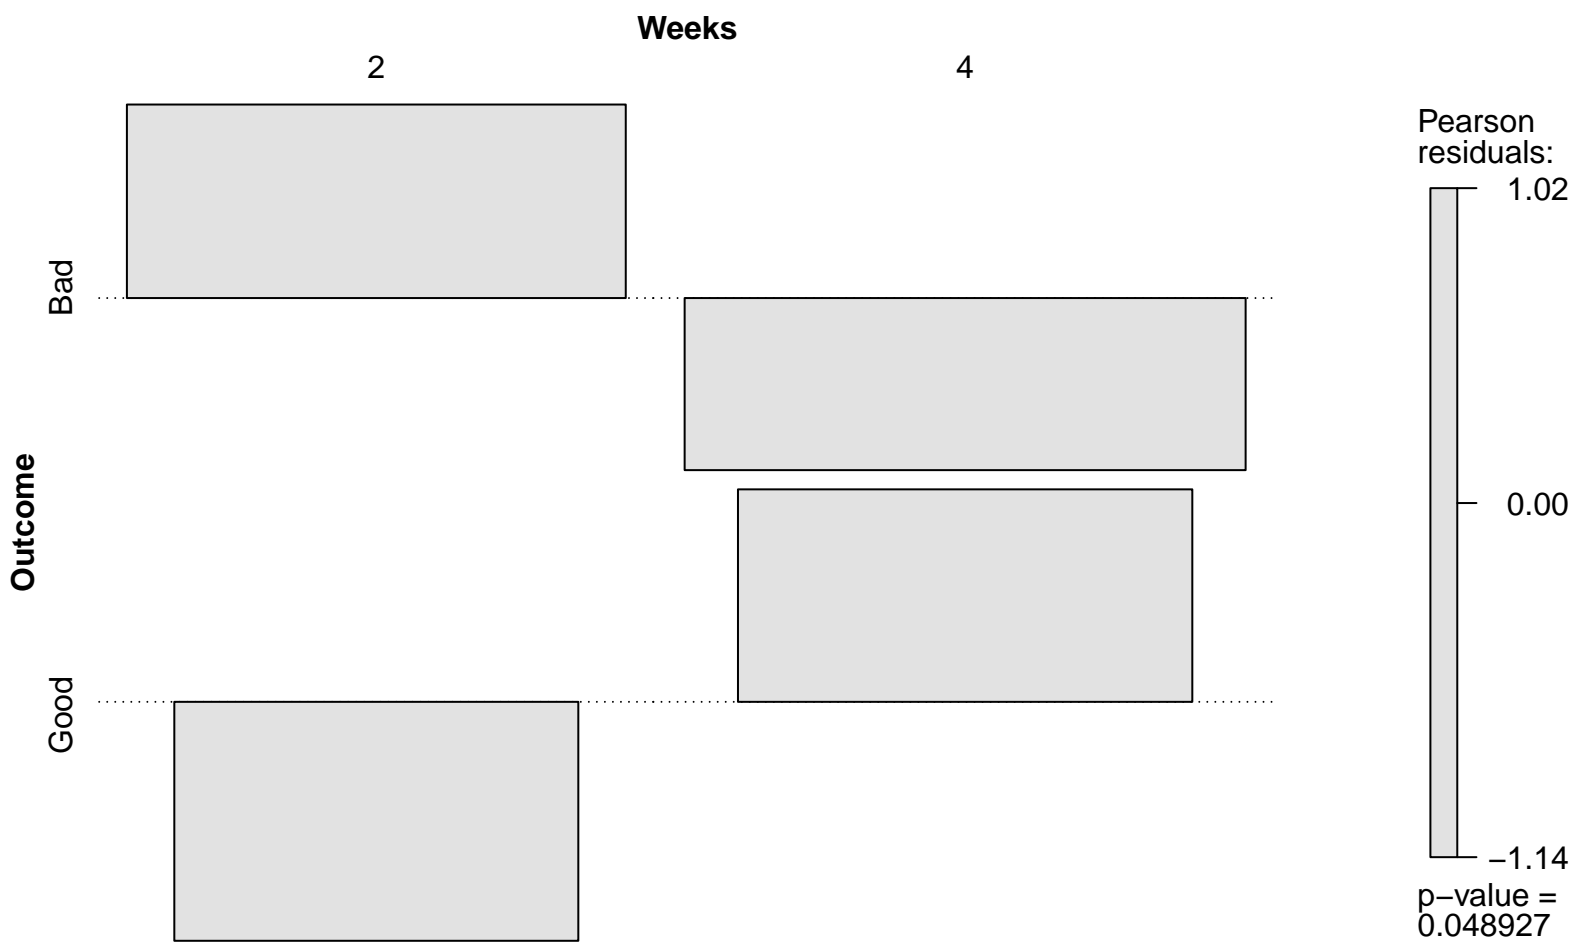 Weeks
2 4
Outcome
Bad
Good
Pearson
residuals:
1.02
0.00
−1.14
p−value =
0.048927